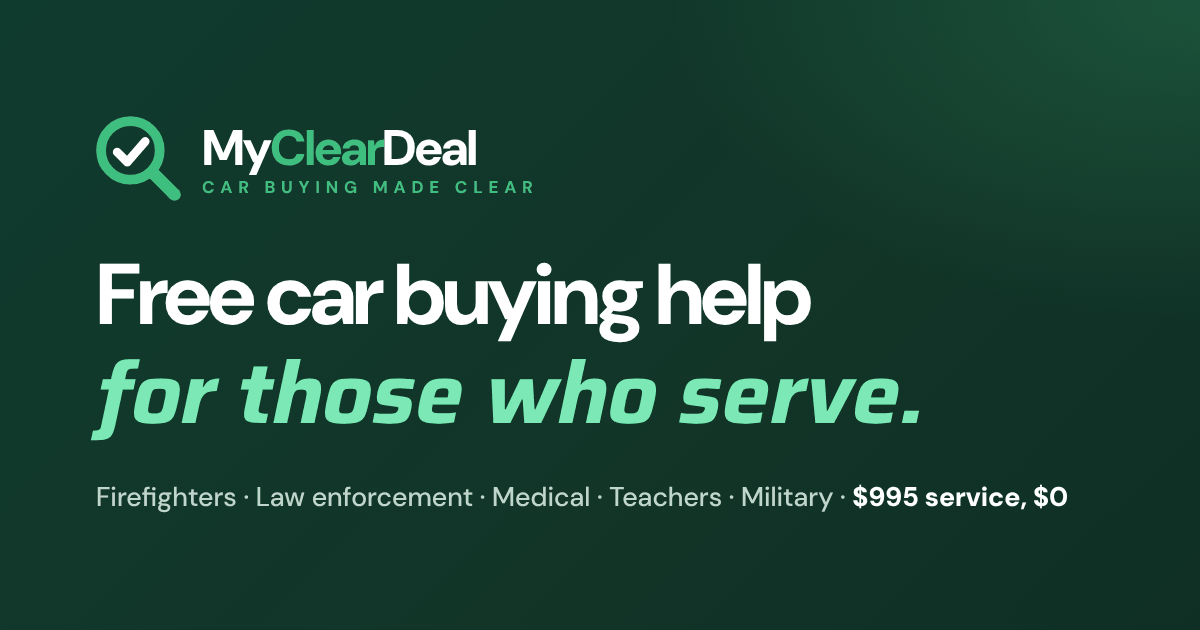 MyClearDeal
CAR BUYING MADE CLEAR
Free car buying help
for those who serve.
Firefighters · Law enforcement · Medical · Teachers · Military · $995 service, $0